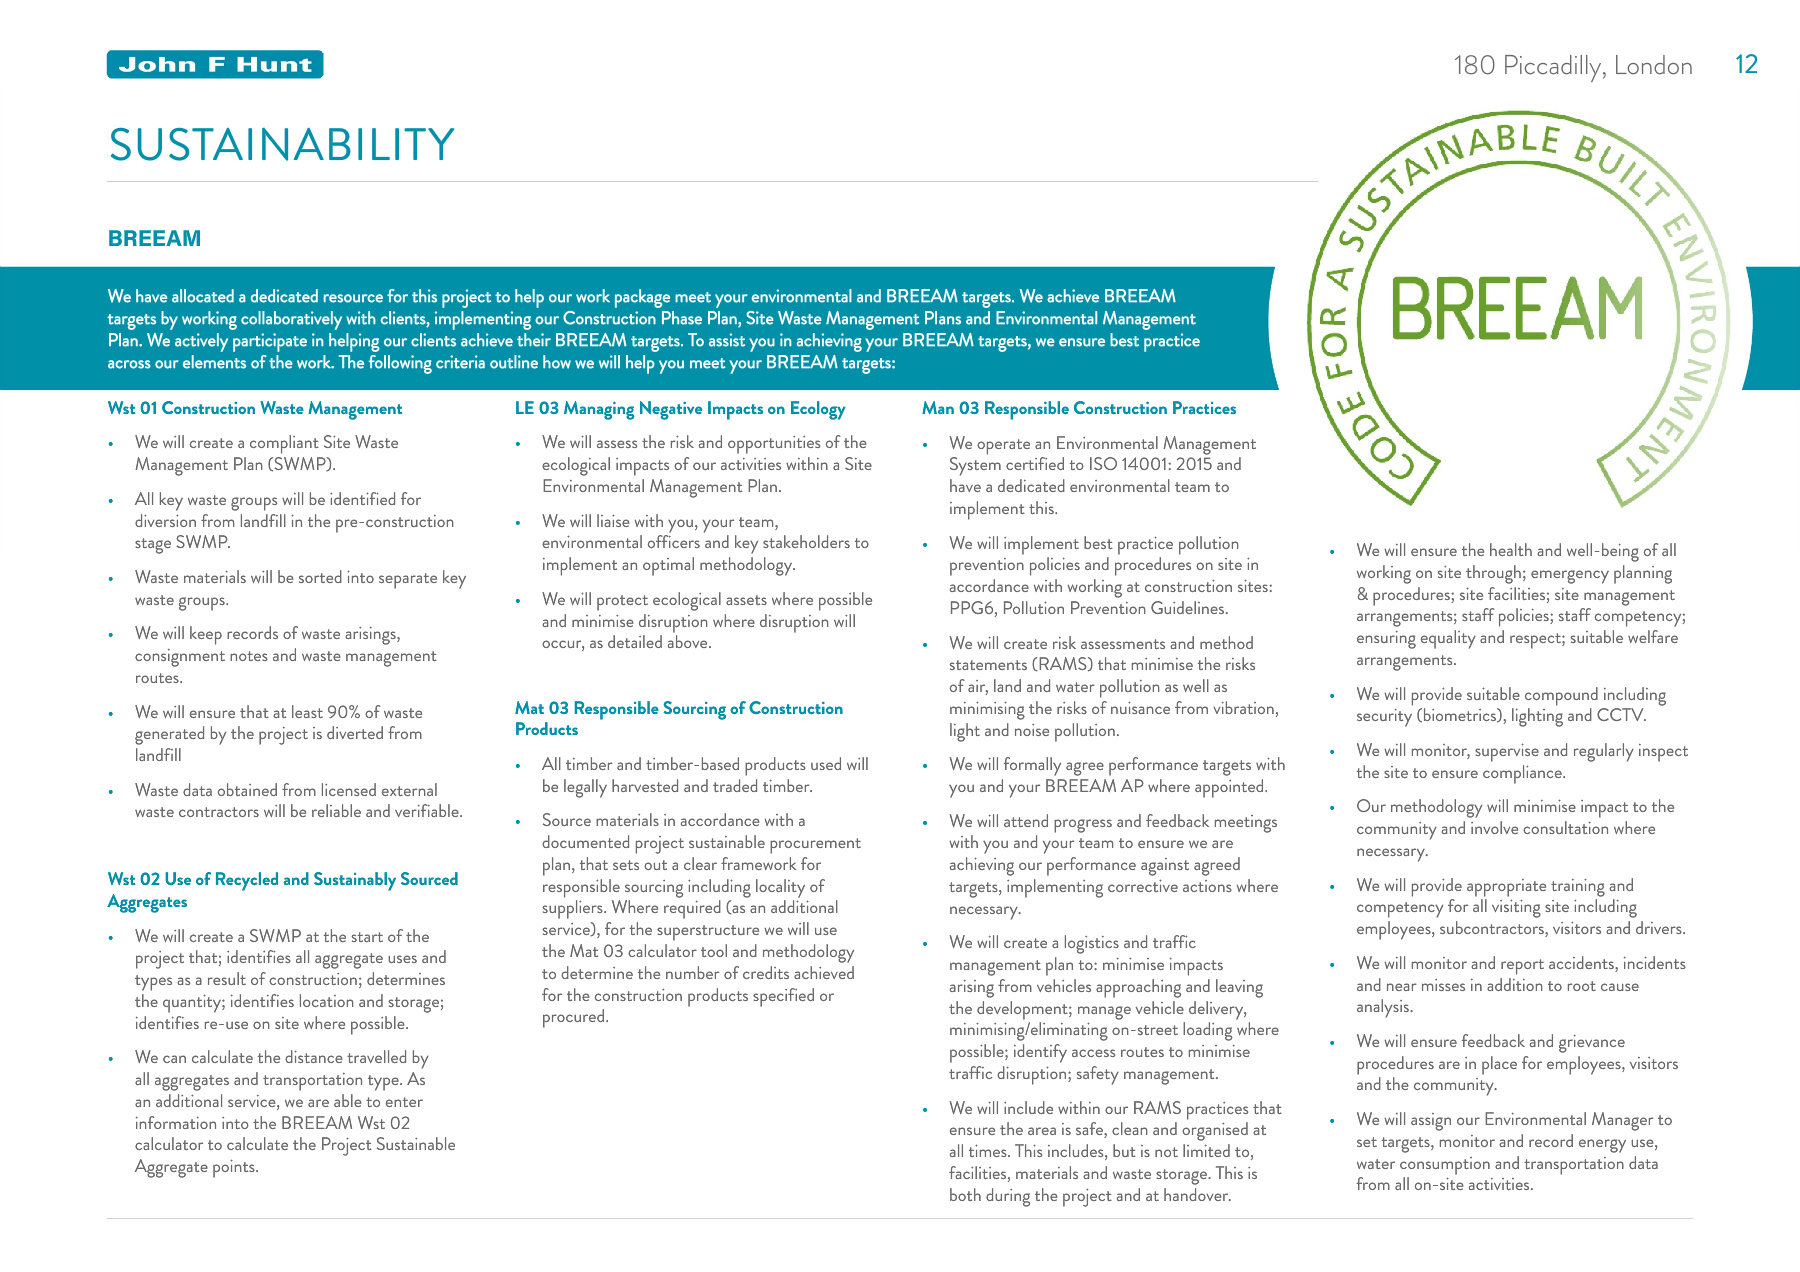 John F Hunt
180 Piccadilly, London 12
SUSTAINABILITY
CODE FOR A SUSTAINABLE BUILT ENVIRONMENT
BREEAM
BREEAM
We have allocated a dedicated resource for this project to help our work package meet your environmental and BREEAM targets. We achieve BREEAM
targets by working collaboratively with clients, implementing our Construction Phase Plan, Site Waste Management Plans and Environmental Management
Plan. We actively participate in helping our clients achieve their BREEAM targets. To assist you in achieving your BREEAM targets, we ensure best practice
across our elements of the work. The following criteria outline how we will help you meet your BREEAM targets:
Wst 01 Construction Waste Management
• We will create a compliant Site Waste
Management Plan (SWMP).
• All key waste groups will be identified for
diversion from landfill in the pre-construction
stage SWMP.
• Waste materials will be sorted into separate key
waste groups.
• We will keep records of waste arisings,
consignment notes and waste management
routes.
• We will ensure that at least 90% of waste
generated by the project is diverted from
landfill
• Waste data obtained from licensed external
waste contractors will be reliable and verifiable.
Wst 02 Use of Recycled and Sustainably Sourced
Aggregates
• We will create a SWMP at the start of the
project that; identifies all aggregate uses and
types as a result of construction; determines
the quantity; identifies location and storage;
identifies re-use on site where possible.
• We can calculate the distance travelled by
all aggregates and transportation type. As
an additional service, we are able to enter
information into the BREEAM Wst 02
calculator to calculate the Project Sustainable
Aggregate points.
LE 03 Managing Negative Impacts on Ecology
• We will assess the risk and opportunities of the
ecological impacts of our activities within a Site
Environmental Management Plan.
• We will liaise with you, your team,
environmental officers and key stakeholders to
implement an optimal methodology.
• We will protect ecological assets where possible
and minimise disruption where disruption will
occur, as detailed above.
Mat 03 Responsible Sourcing of Construction
Products
• All timber and timber-based products used will
be legally harvested and traded timber.
• Source materials in accordance with a
documented project sustainable procurement
plan, that sets out a clear framework for
responsible sourcing including locality of
suppliers. Where required (as an additional
service), for the superstructure we will use
the Mat 03 calculator tool and methodology
to determine the number of credits achieved
for the construction products specified or
procured.
Man 03 Responsible Construction Practices
• We operate an Environmental Management
System certified to ISO 14001: 2015 and
have a dedicated environmental team to
implement this.
• We will implement best practice pollution
prevention policies and procedures on site in
accordance with working at construction sites:
PPG6, Pollution Prevention Guidelines.
• We will create risk assessments and method
statements (RAMS) that minimise the risks
of air, land and water pollution as well as
minimising the risks of nuisance from vibration,
light and noise pollution.
• We will formally agree performance targets with
you and your BREEAM AP where appointed.
• We will attend progress and feedback meetings
with you and your team to ensure we are
achieving our performance against agreed
targets, implementing corrective actions where
necessary.
• We will create a logistics and traffic
management plan to: minimise impacts
arising from vehicles approaching and leaving
the development; manage vehicle delivery,
minimising/eliminating on-street loading where
possible; identify access routes to minimise
traffic disruption; safety management.
• We will include within our RAMS practices that
ensure the area is safe, clean and organised at
all times. This includes, but is not limited to,
facilities, materials and waste storage. This is
both during the project and at handover.
• We will ensure the health and well-being of all
working on site through; emergency planning
& procedures; site facilities; site management
arrangements; staff policies; staff competency;
ensuring equality and respect; suitable welfare
arrangements.
• We will provide suitable compound including
security (biometrics), lighting and CCTV.
• We will monitor, supervise and regularly inspect
the site to ensure compliance.
• Our methodology will minimise impact to the
community and involve consultation where
necessary.
• We will provide appropriate training and
competency for all visiting site including
employees, subcontractors, visitors and drivers.
• We will monitor and report accidents, incidents
and near misses in addition to root cause
analysis.
• We will ensure feedback and grievance
procedures are in place for employees, visitors
and the community.
• We will assign our Environmental Manager to
set targets, monitor and record energy use,
water consumption and transportation data
from all on-site activities.